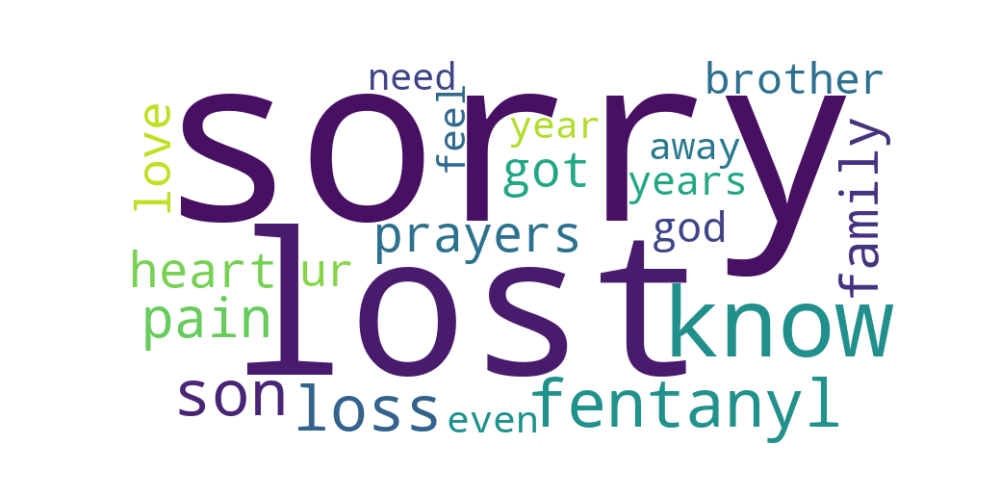 need
brother
sorry
love
feel
year
away
family
got
years
god
prayers
lost
heart
ur
pain
know
son
loss
even
fentanyl